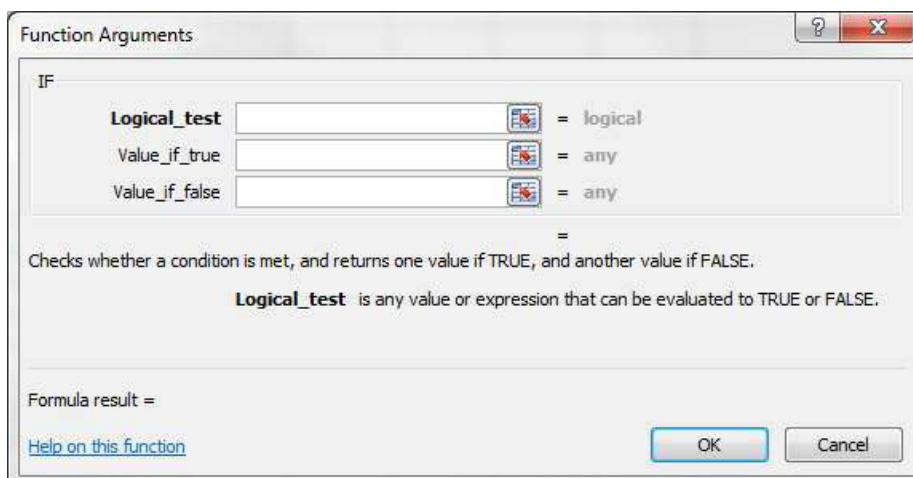 Function Arguments
?
X
IF
Logical_test = logical
Value_if_true = any
Value_if_false = any
=
Checks whether a condition is met, and returns one value if TRUE, and another value if FALSE.
Logical_test is any value or expression that can be evaluated to TRUE or FALSE.
Formula result =
Help on this function
OK
Cancel